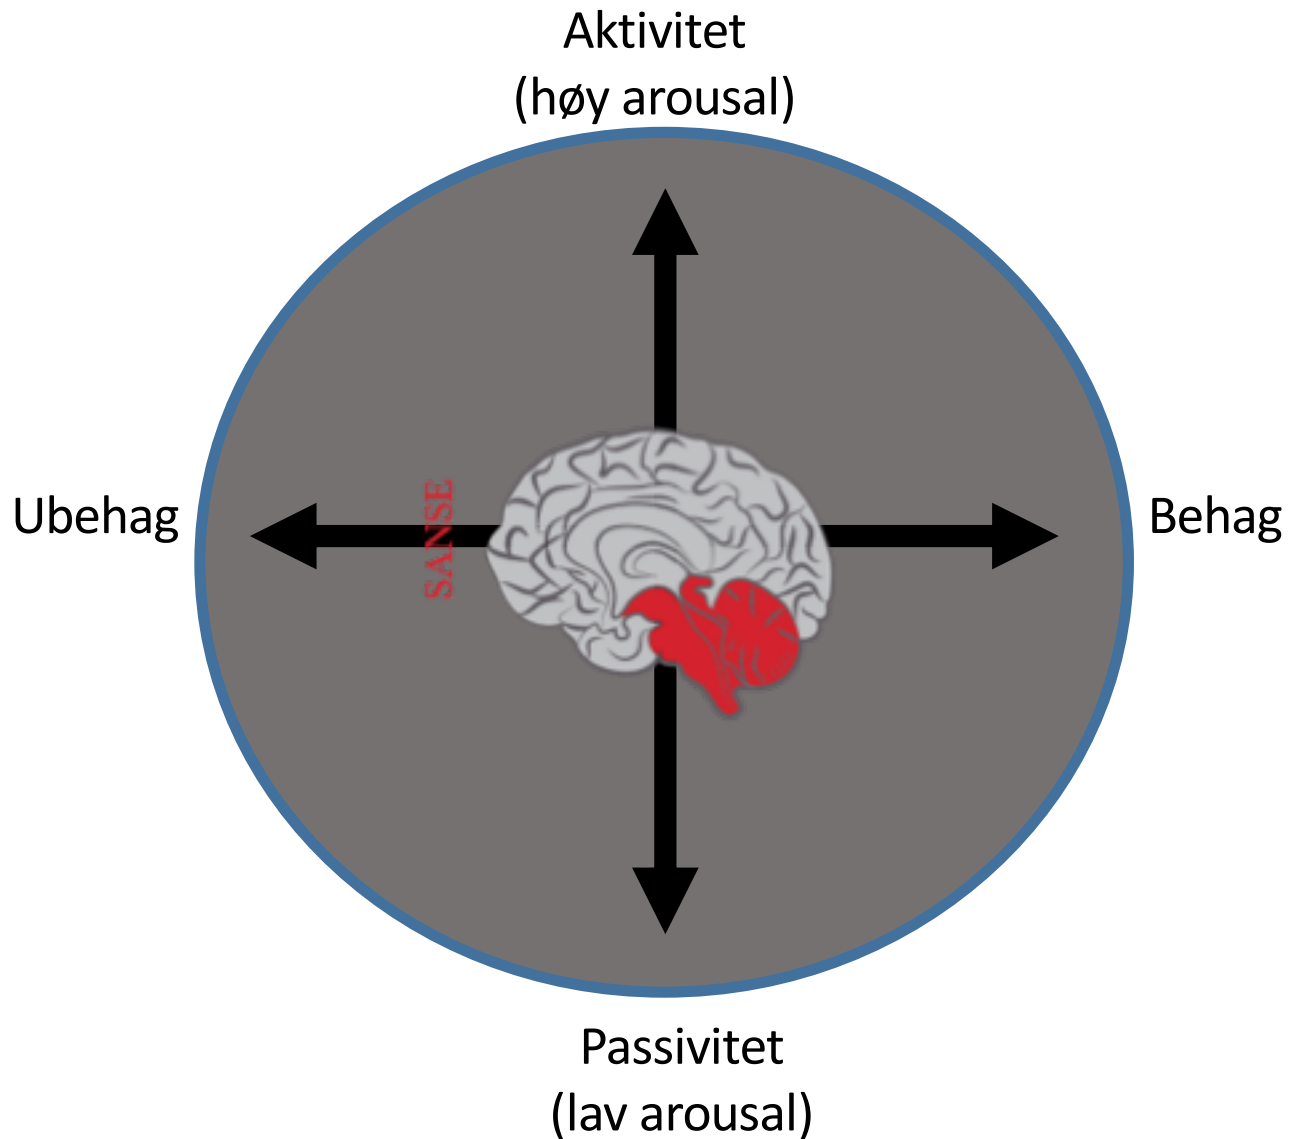 Aktivitet
(høy arousal)
SANSE
Ubehag
Behag
Passivitet
(lav arousal)